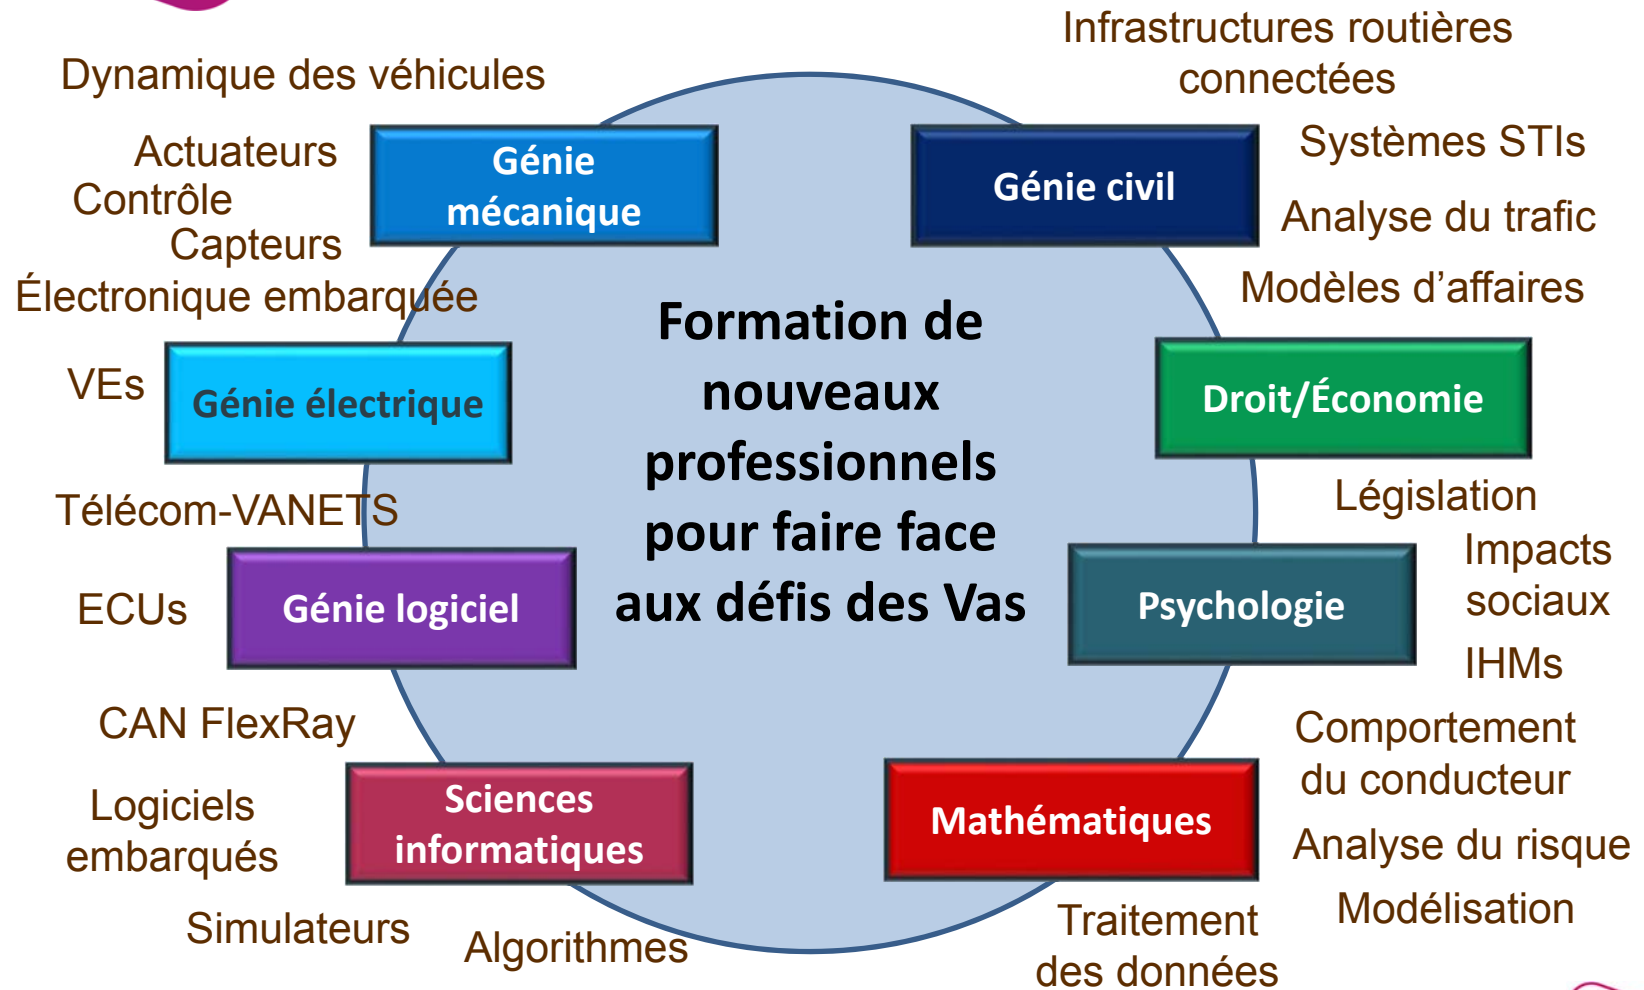 Infrastructures routières
connectées
Dynamique des véhicules
Actuateurs
Contrôle
Capteurs
Électronique embarquée
Génie
mécanique
Génie civil
Systèmes STIs
Analyse du trafic
Modèles d’affaires
Formation de
nouveaux
professionnels
pour faire face
aux défis des Vas
VEs
Génie électrique
Droit/Économie
Télécom-VANETS
Législation
ECUs
Génie logiciel
Psychologie
Impacts
sociaux
IHMs
CAN FlexRay
Comportement
du conducteur
Logiciels
embarqués
Sciences
informatiques
Mathématiques
Analyse du risque
Modélisation
Simulateurs
Algorithmes
Traitement
des données